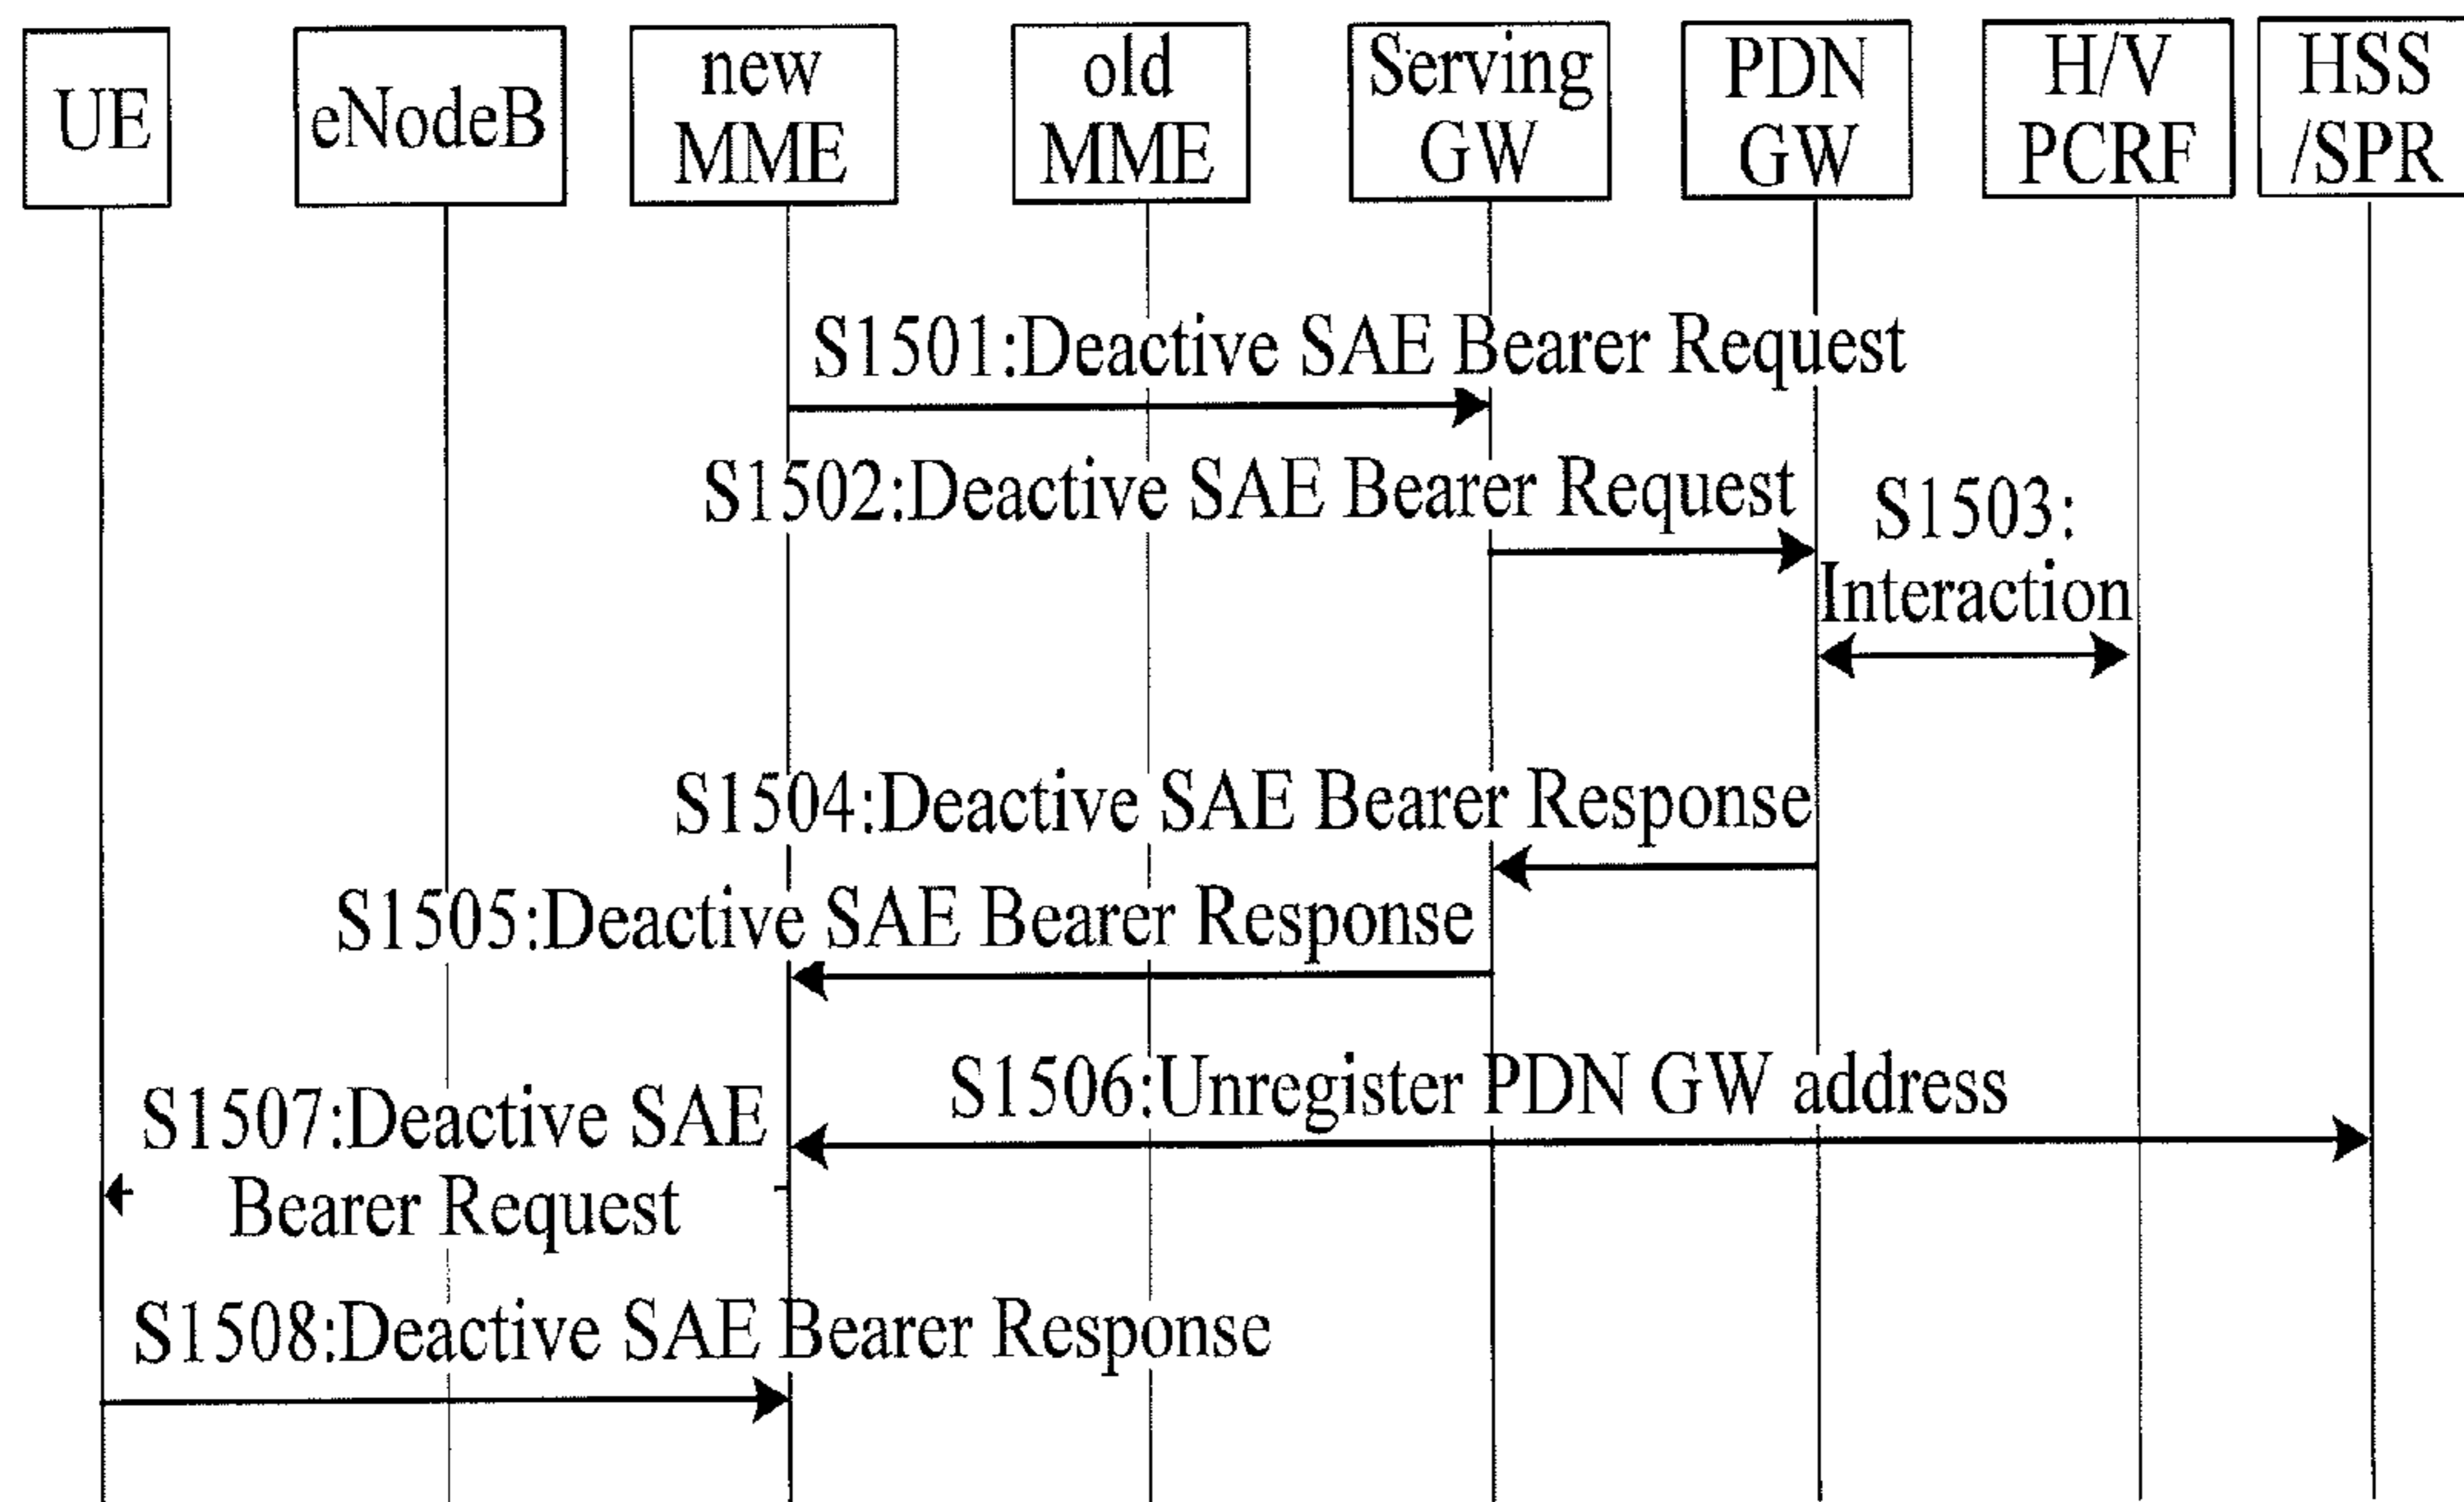 UE
eNodeB
new
MME
old
MME
Serving
GW
PDN
GW
H/V
PCRF
HSS
/SPR
S1501:Deactive SAE Bearer Request
S1502:Deactive SAE Bearer Request
S1503:
Interaction
S1504:Deactive SAE Bearer Response
S1505:Deactive SAE Bearer Response
S1506:Unregister PDN GW address
S1507:Deactive SAE
Bearer Request
S1508:Deactive SAE Bearer Response